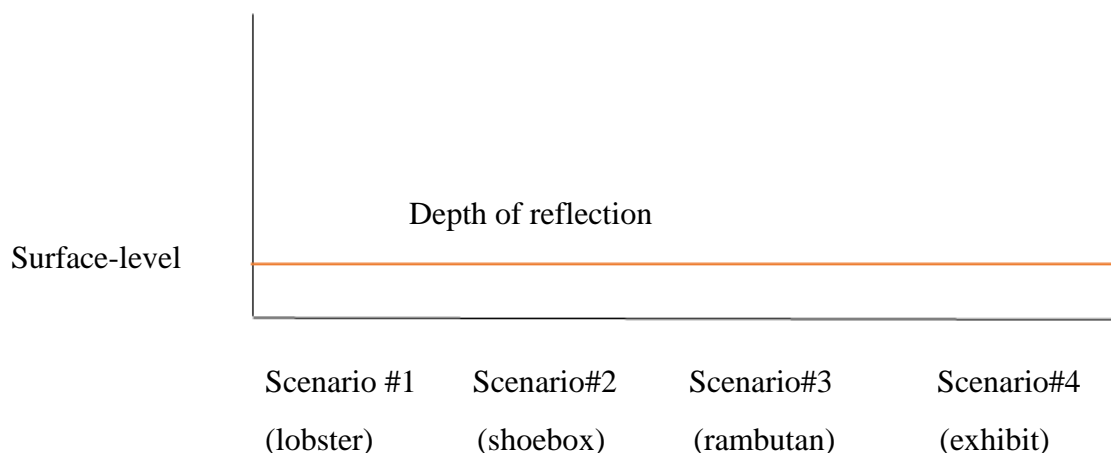 Depth of reflection
Surface-level
Scenario #1 Scenario#2 Scenario#3 Scenario#4
(lobster) (shoebox) (rambutan) (exhibit)